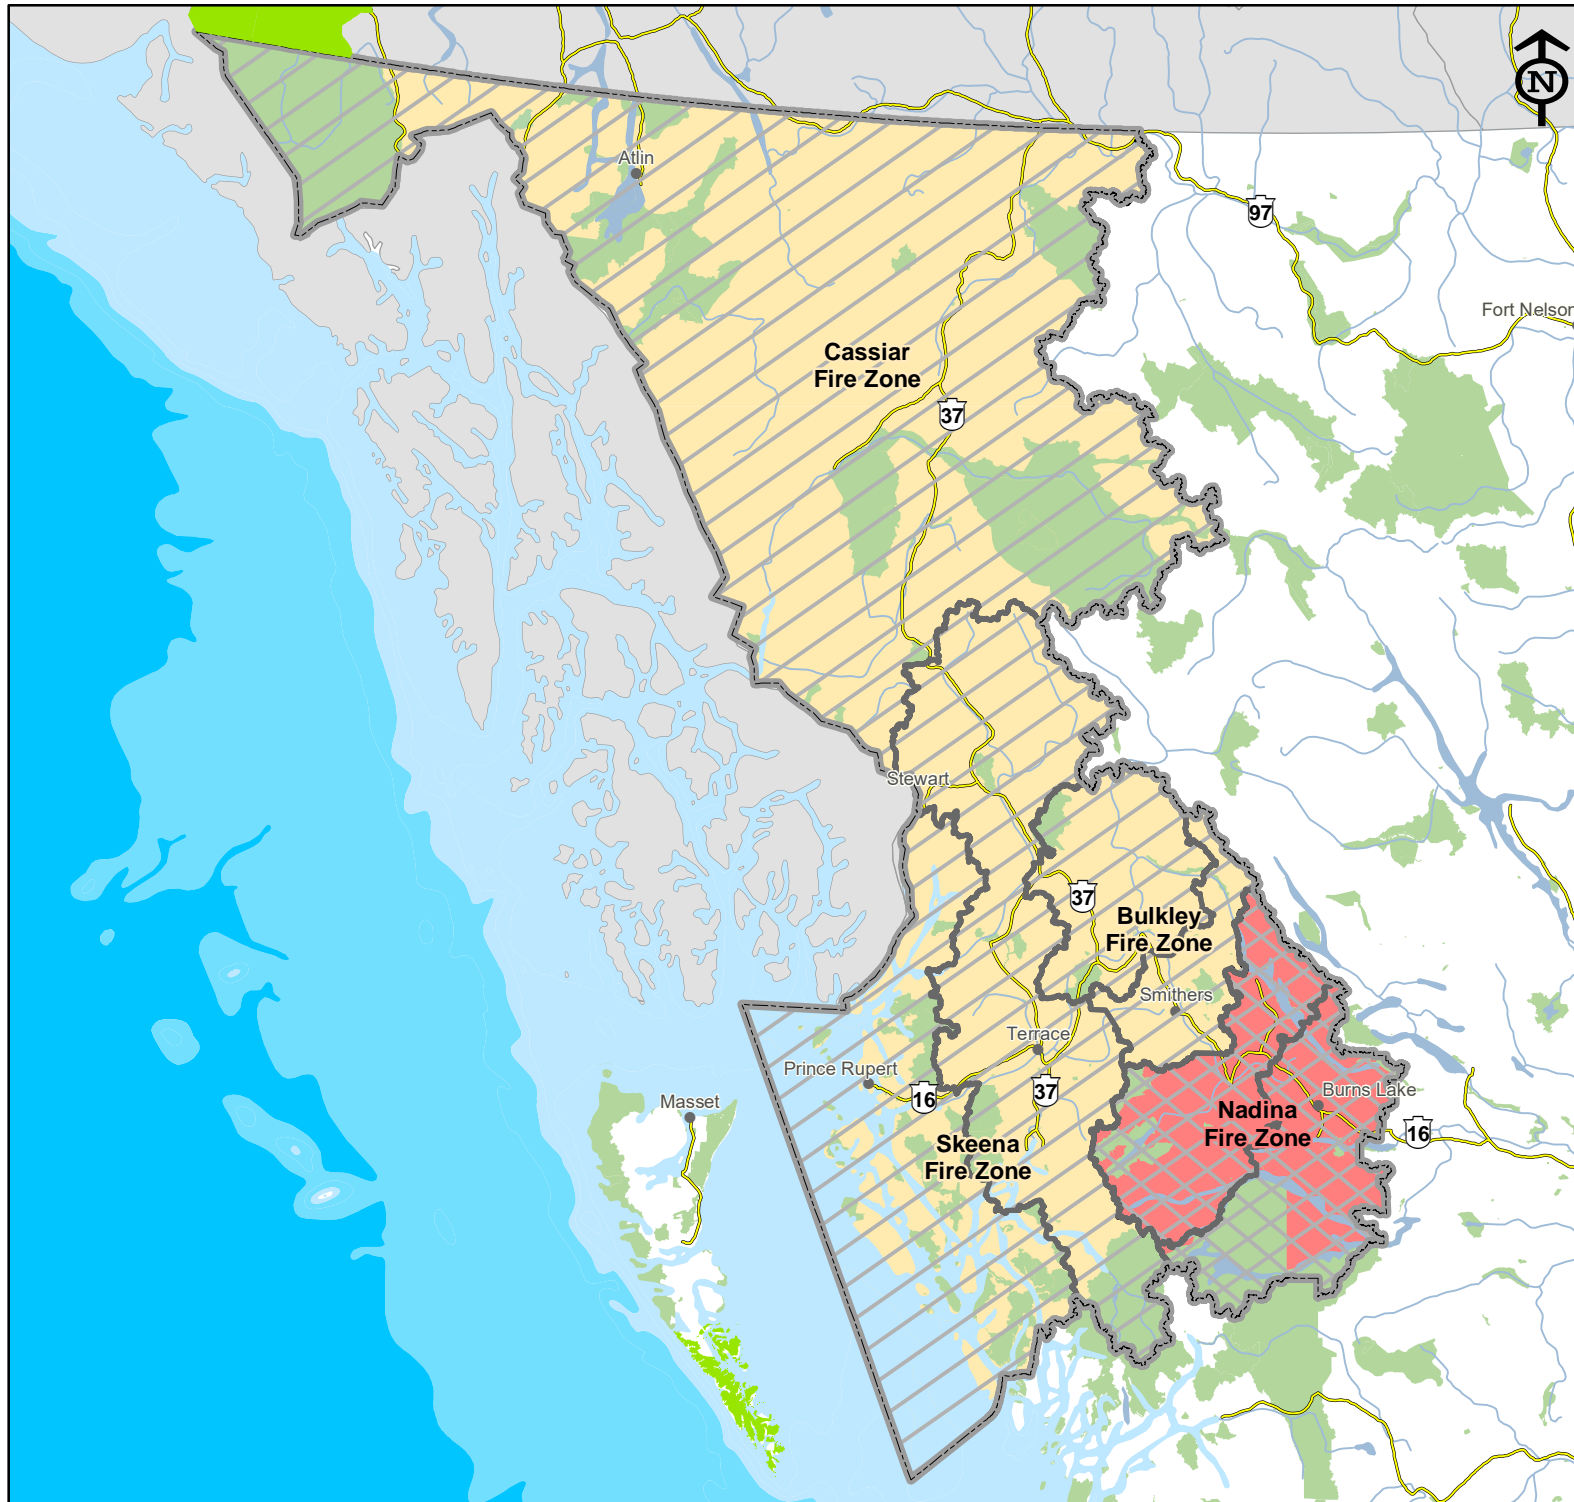 N
Atlin
97
Fort Nelson
Cassiar
Fire Zone
37
Stewart
37
Bulkley
Fire Zone
Smithers
Terrace
Prince Rupert
16
37
Masset
Burns Lake
Nadina
Fire Zone
16
Skeena
Fire Zone